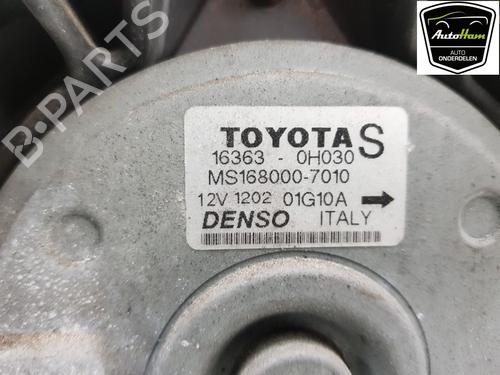 AutoHam
AUTO
ONDERDELEN
B-PARTS
TOYOTA S
16363 - 0H030
MS168000-7010
12V 1202 01G10A →
DENSO ITALY